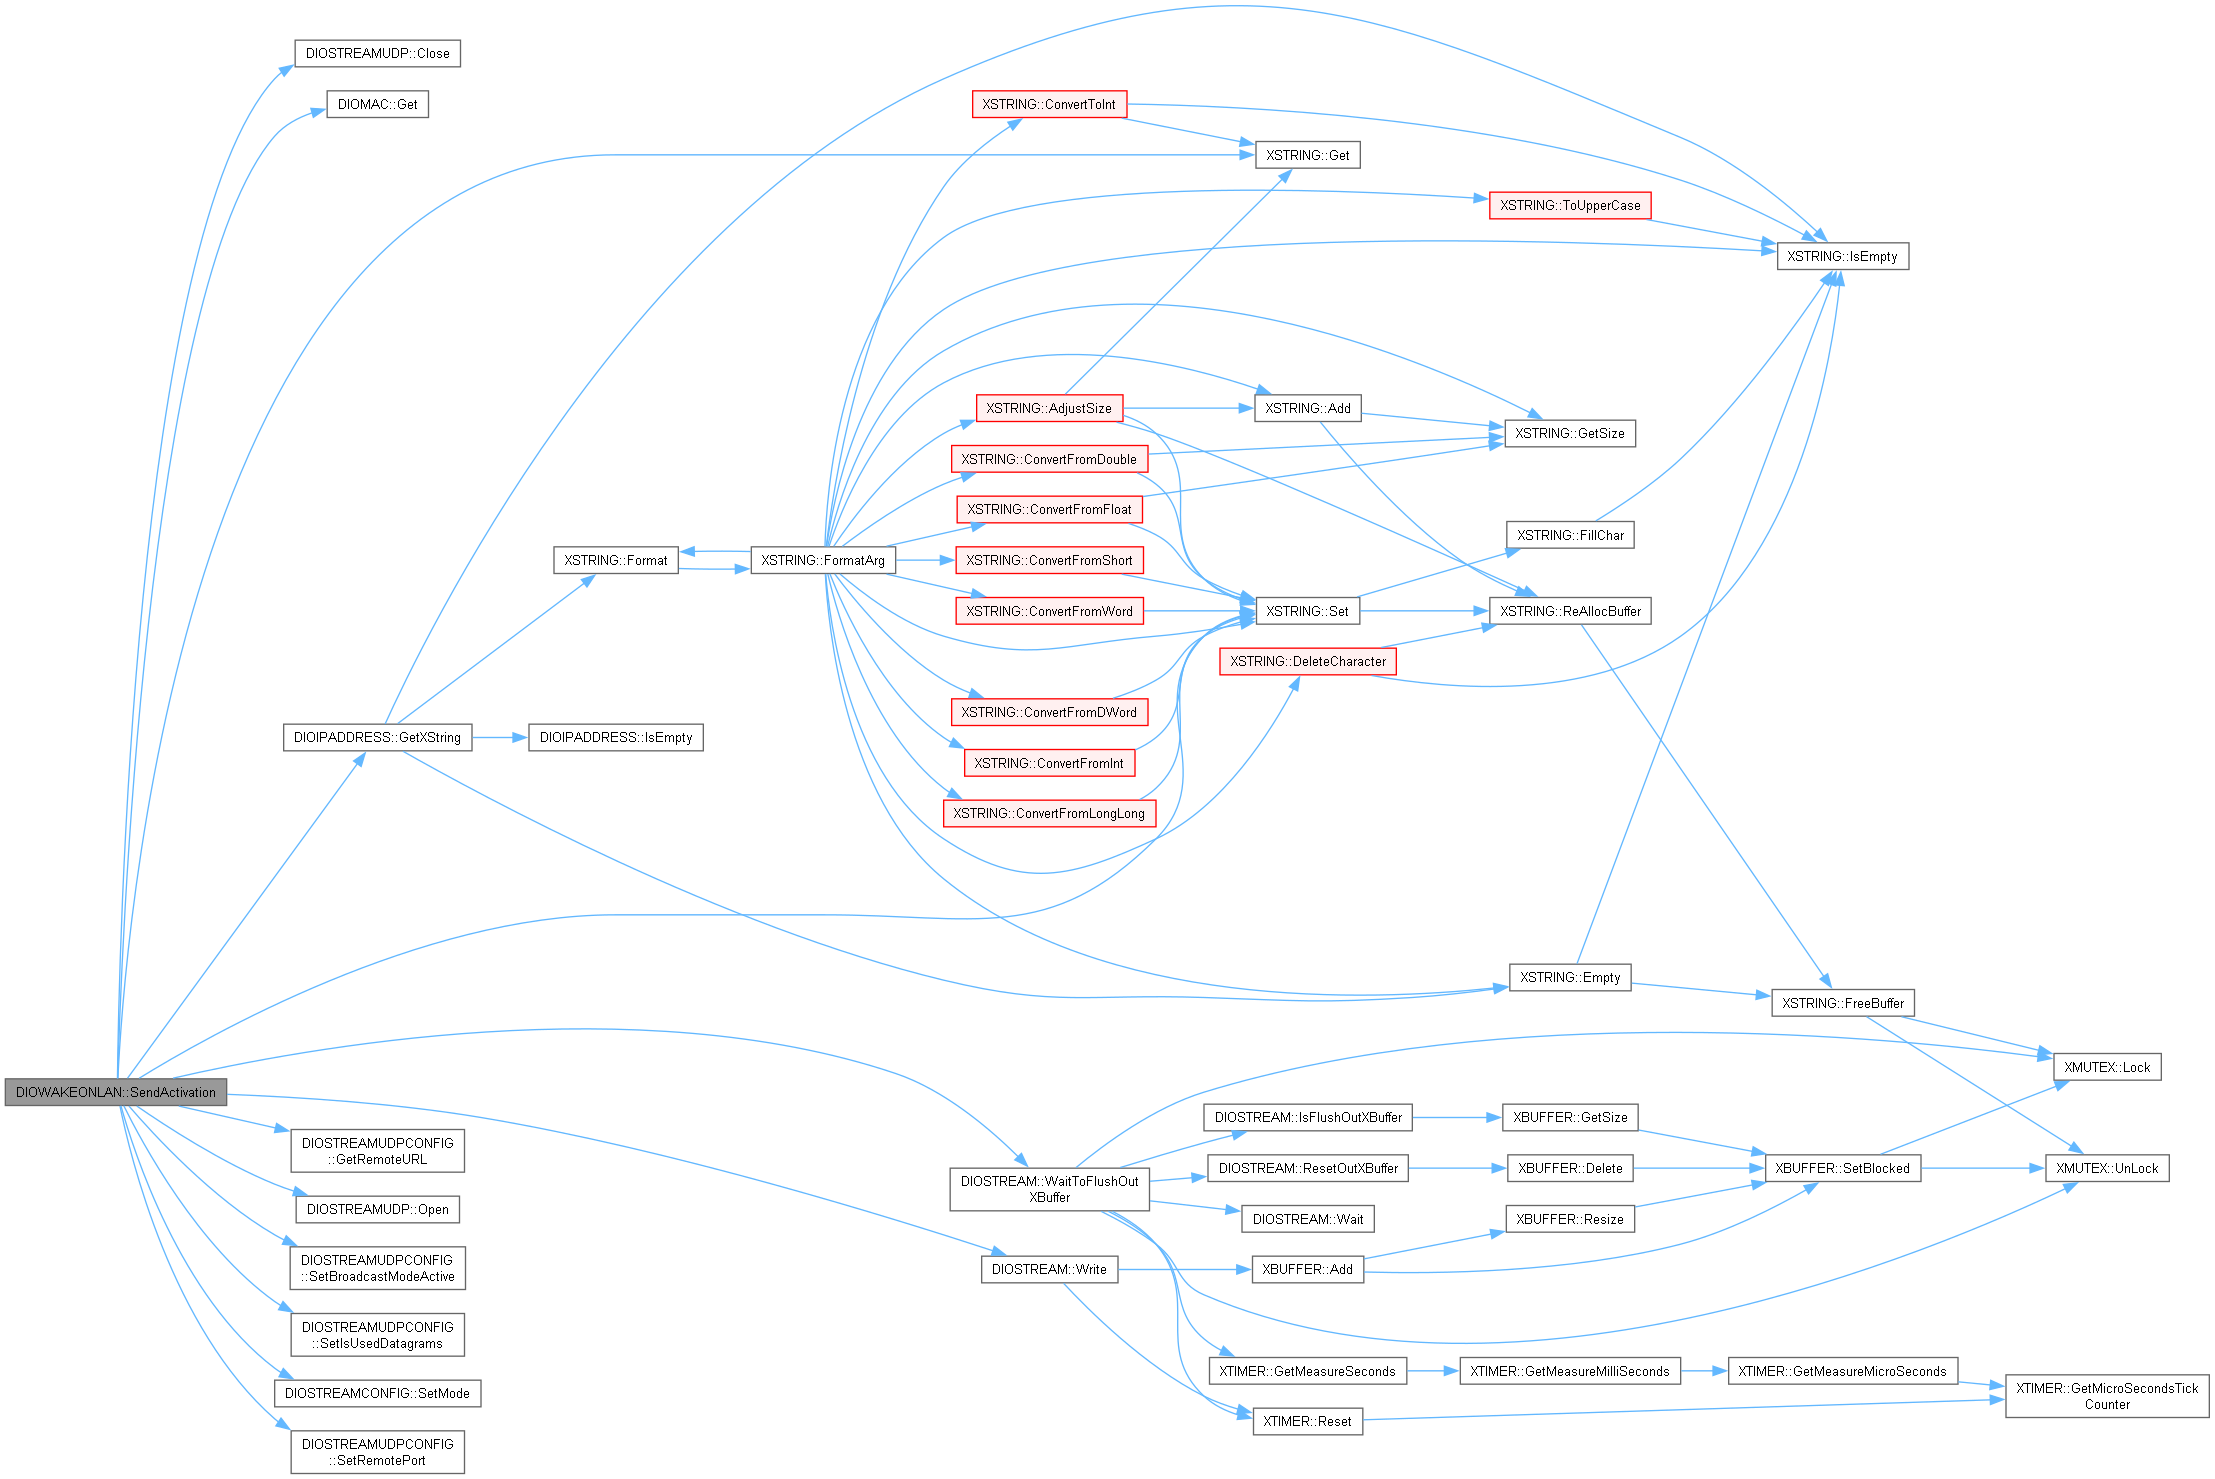 DIOSTREAMUDP::Close
DIOMAC::Get
XSTRING::ConvertToInt
XSTRING::Get
XSTRING::ToUpperCase
XSTRING::IsEmpty
XSTRING::AdjustSize
XSTRING::Add
XSTRING::GetSize
XSTRING::ConvertFromDouble
XSTRING::ConvertFromFloat
XSTRING::FillChar
XSTRING::Format
XSTRING::FormatArg
XSTRING::ConvertFromShort
XSTRING::ConvertFromWord
XSTRING::Set
XSTRING::ReAllocBuffer
XSTRING::DeleteCharacter
XSTRING::ConvertFromDWord
DIOIPADDRESS::GetXString
DIOIPADDRESS::IsEmpty
XSTRING::ConvertFromInt
XSTRING::ConvertFromLongLong
XSTRING::Empty
XSTRING::FreeBuffer
XMUTEX::Lock
DIOWAKEONLAN::SendActivation
DIOSTREAM::IsFlushOutXBuffer
XBUFFER::GetSize
DIOSTREAMUDPCONFIG
::GetRemoteURL
DIOSTREAM::ResetOutXBuffer
XBUFFER::Delete
XBUFFER::SetBlocked
XMUTEX::UnLock
DIOSTREAM::WaitToFlushOut
XBuffer
DIOSTREAMUDP::Open
DIOSTREAM::Wait
XBUFFER::Resize
DIOSTREAMUDPCONFIG
::SetBroadcastModeActive
DIOSTREAM::Write
XBUFFER::Add
DIOSTREAMUDPCONFIG
::SetIsUsedDatagrams
XTIMER::GetMeasureSeconds
XTIMER::GetMeasureMilliSeconds
XTIMER::GetMeasureMicroSeconds
DIOSTREAMCONFIG::SetMode
XTIMER::GetMicroSecondsTick
Counter
XTIMER::Reset
DIOSTREAMUDPCONFIG
::SetRemotePort